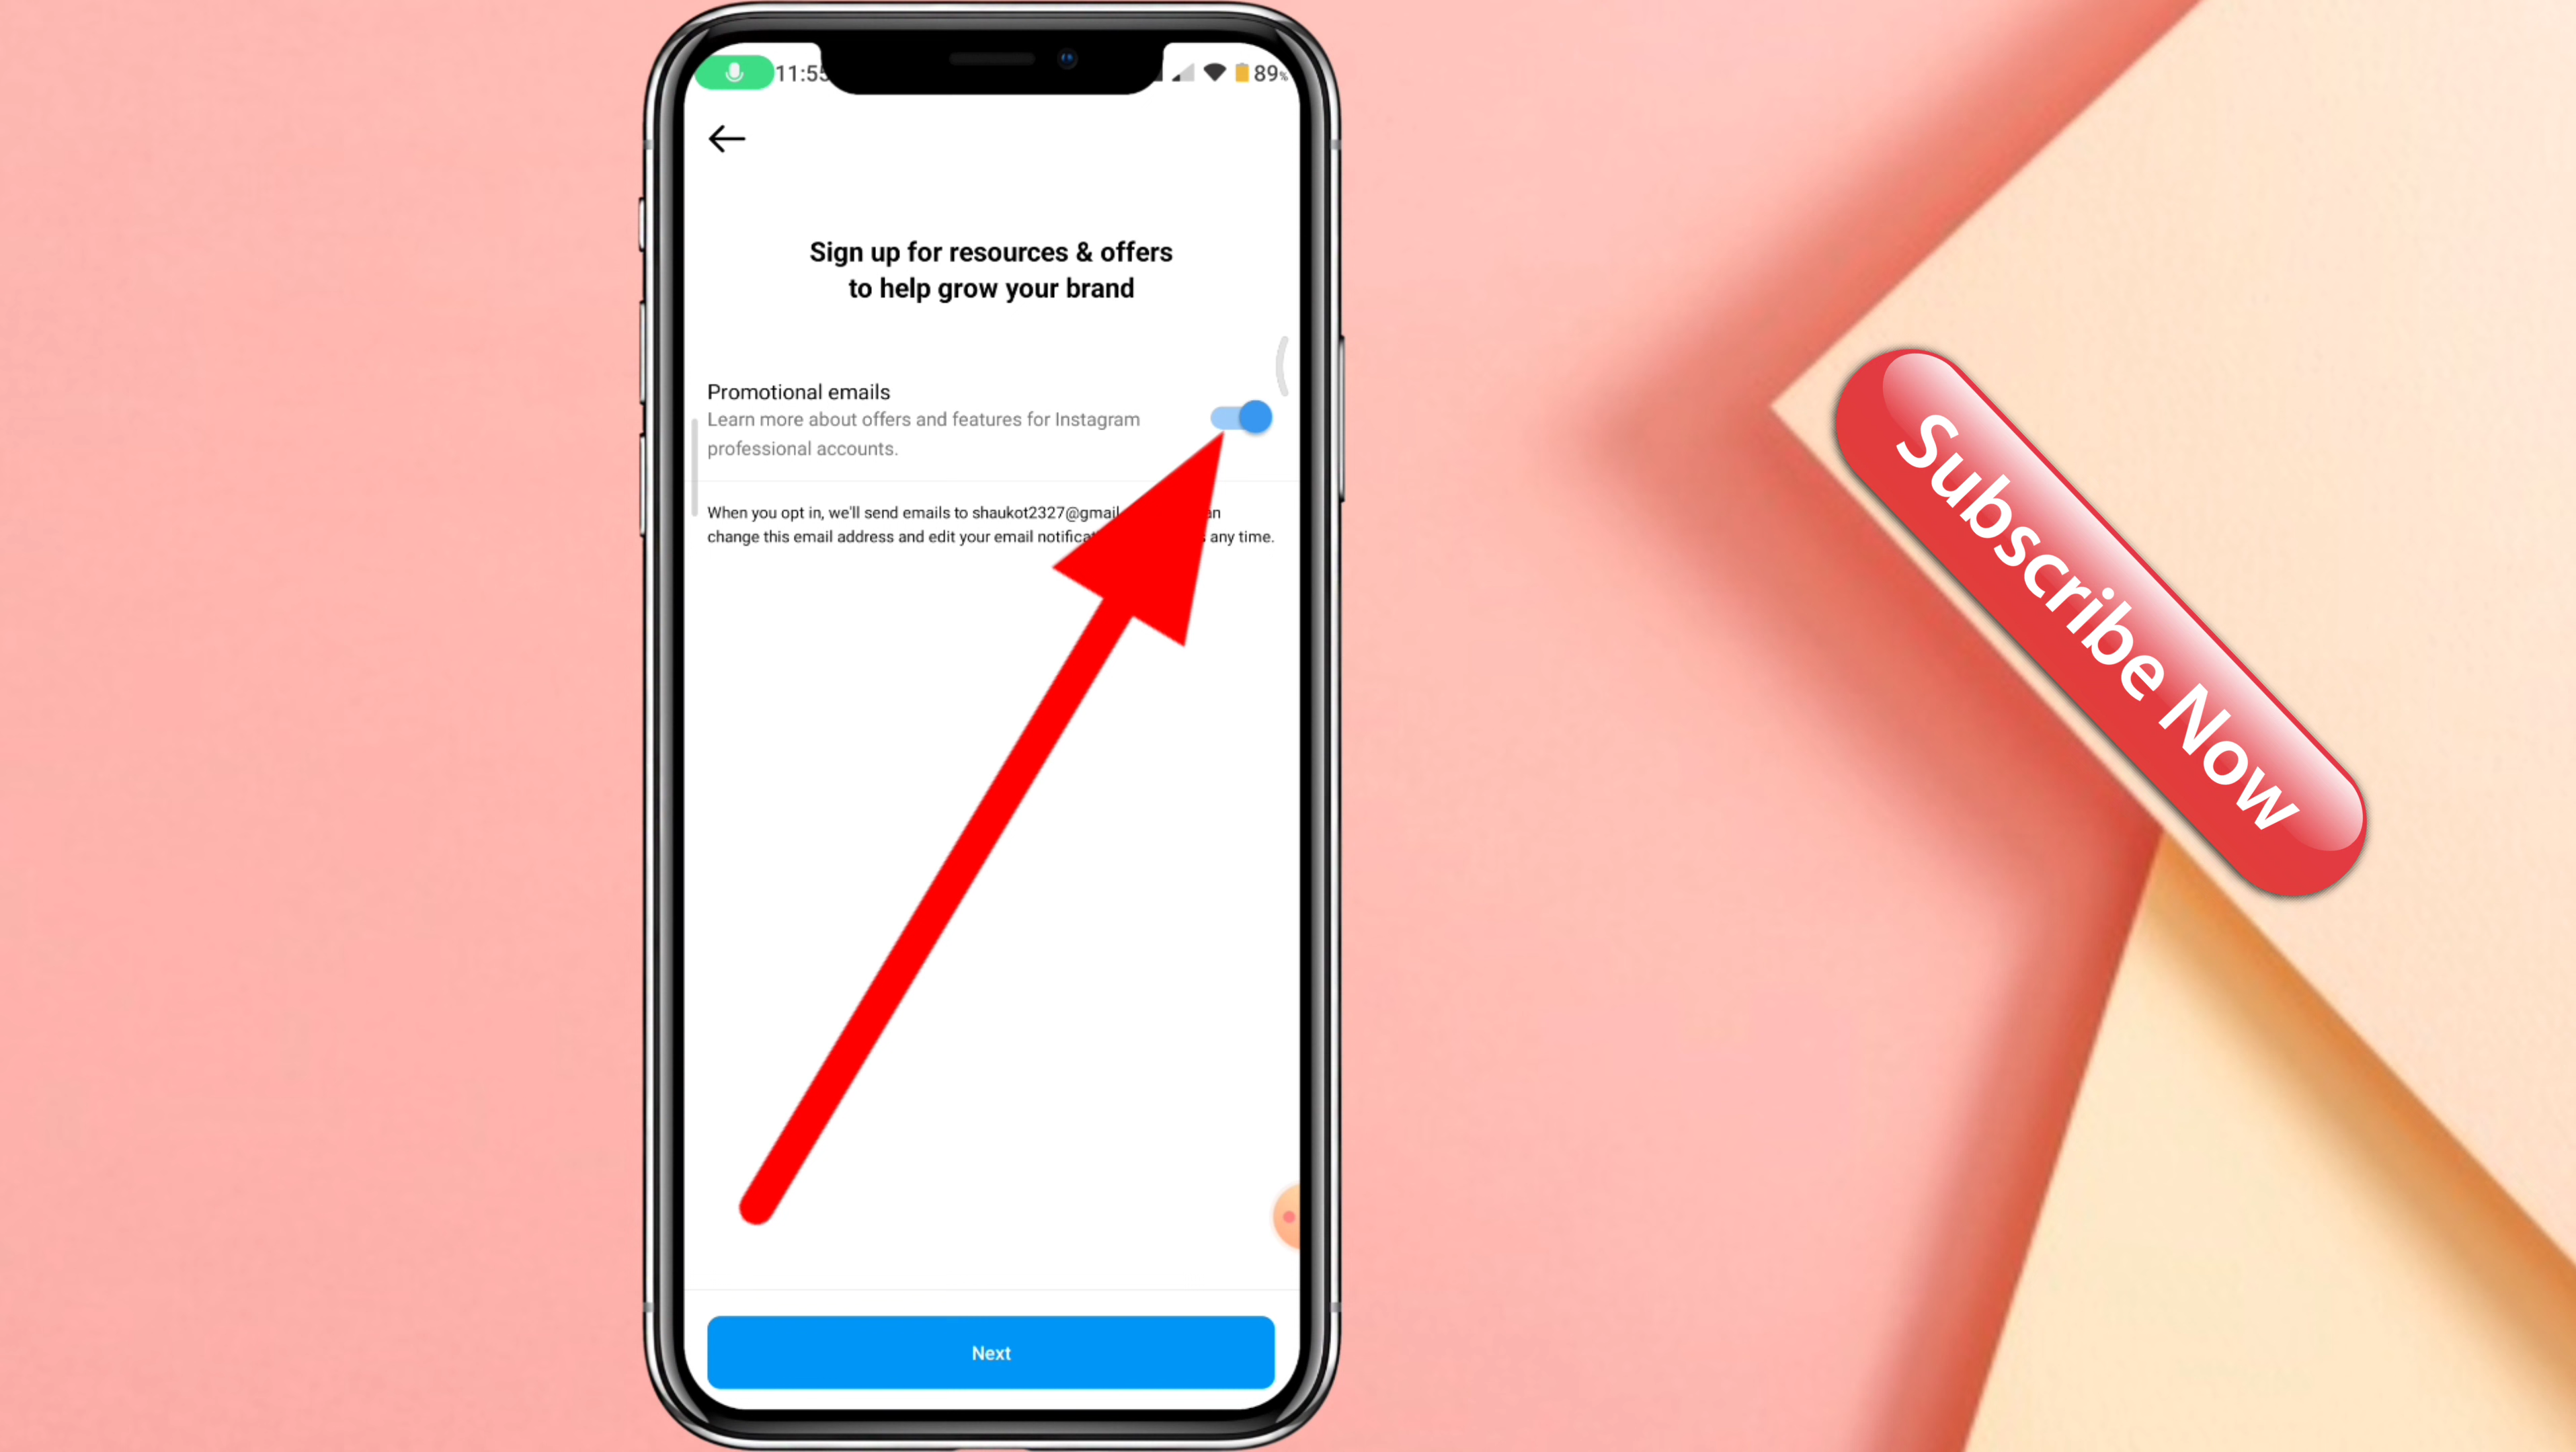 11:55
89%
Sign up for resources & offers
to help grow your brand
Promotional emails
Learn more about offers and features for Instagram
professional accounts.
When you opt in, we'll send emails to shaukot2327@gmail
change this email address and edit your email any time.
Next
Subscribe Now